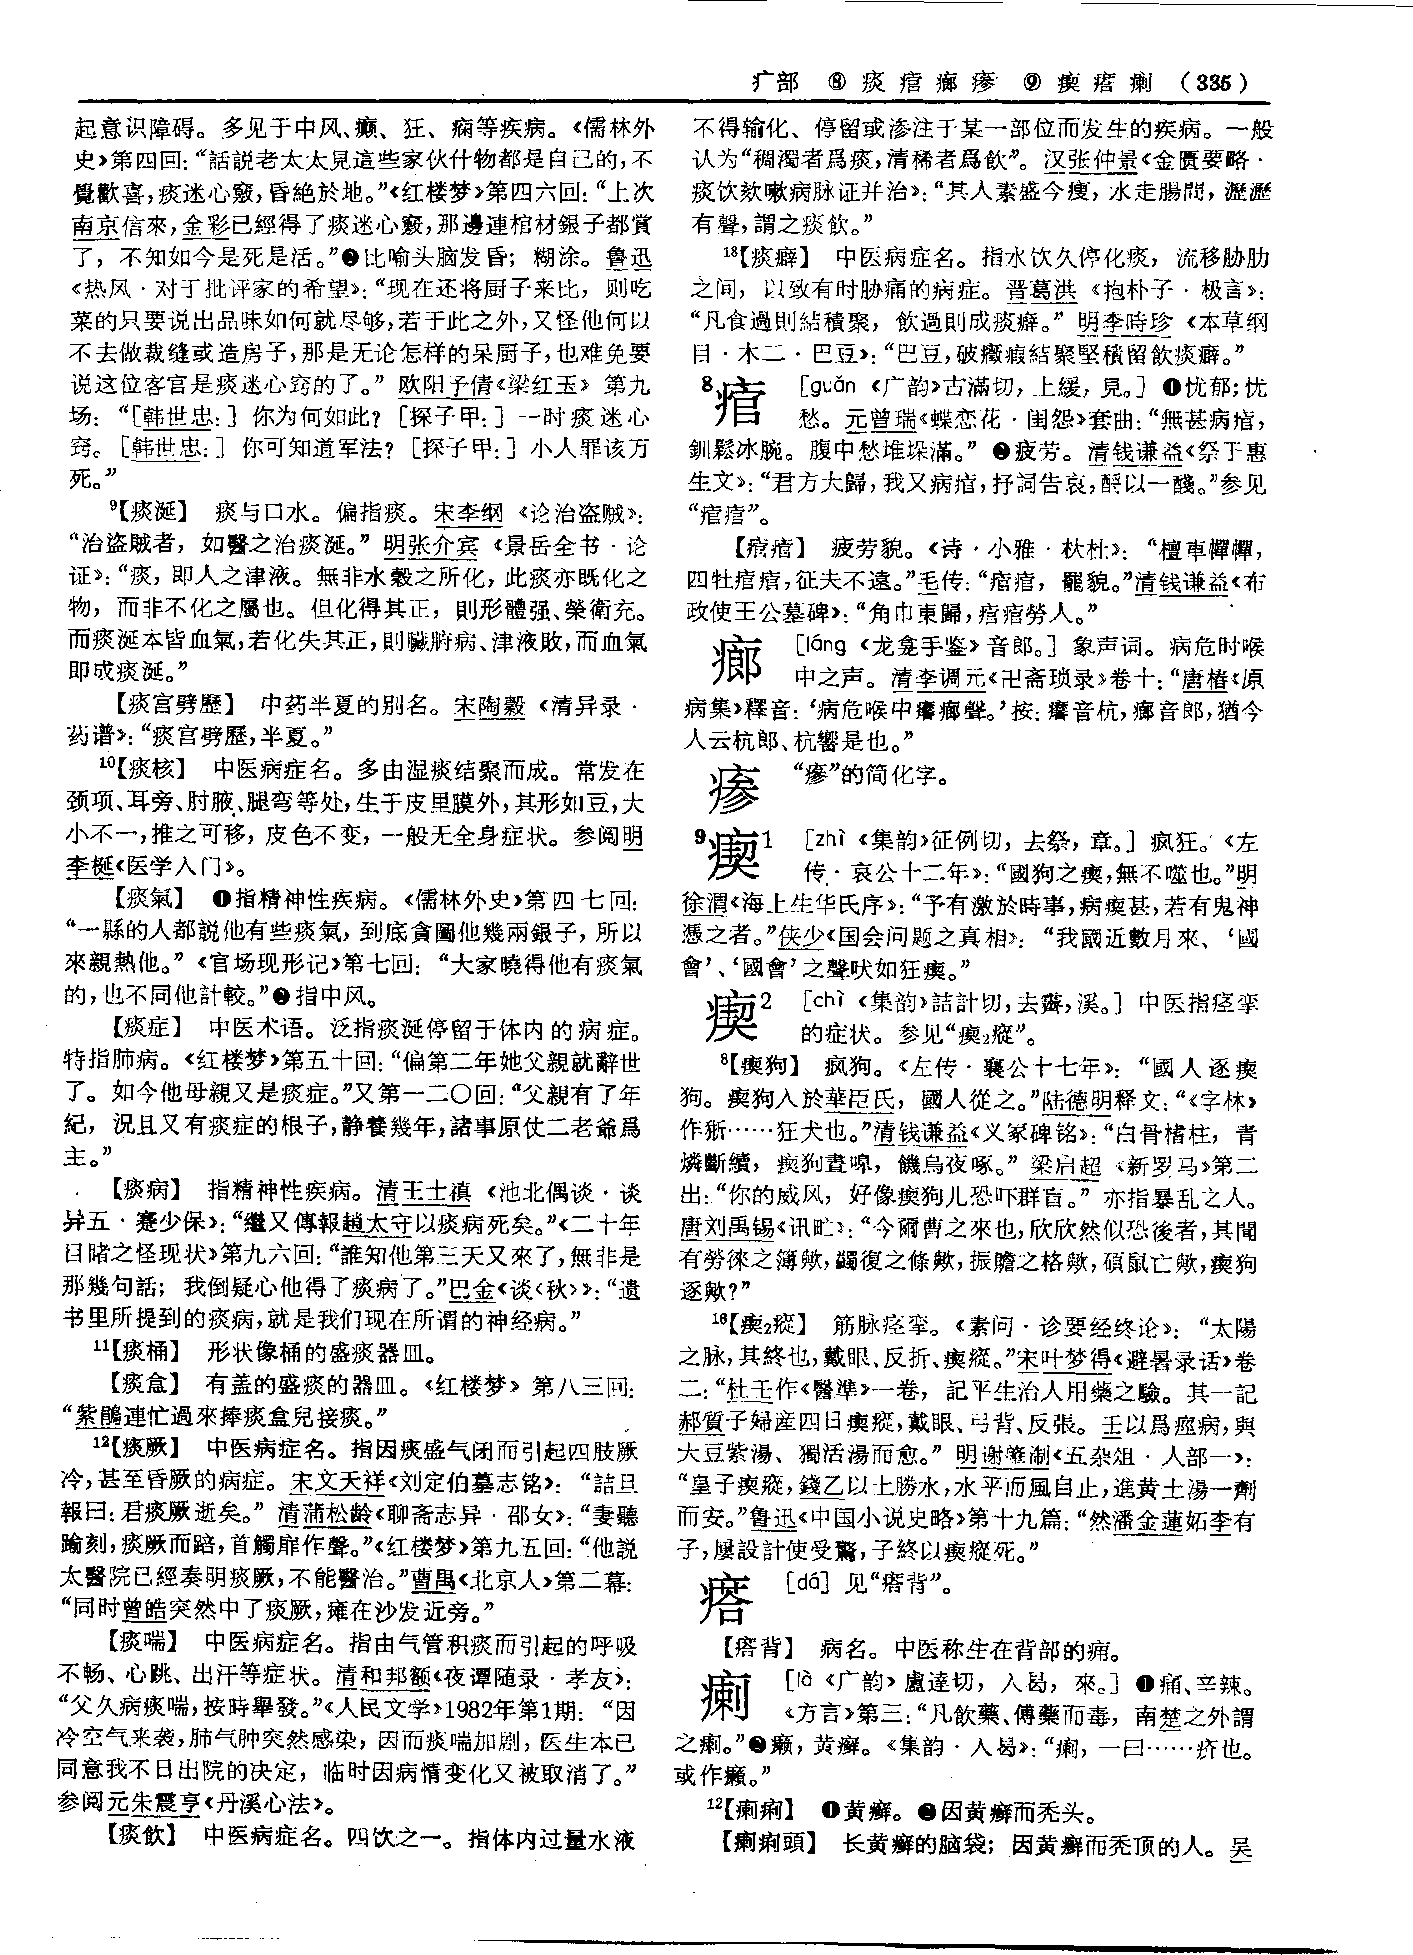 疒部 ⑧ 痰痯㾿㾕 ⑨ 瘈瘩瘌 (335)
起意识障碍。多见于中风、癫、狂、痫等疾病。《儒林外
史》第四回：“話説老太太見這些家伙什物都是自己的，不
覺歡喜，痰迷心竅，昏絶於地。”《红楼梦》第四六回：“上次
南京信來，金彩已經得了痰迷心竅，那邊連棺材銀子都賞
了，不知如今是死是活。”❷比喻头脑发昏；糊涂。鲁迅
《热风·对于批评家的希望》：“现在还将厨子来比，则吃
菜的只要说出品味如何就尽够，若于此之外，又怪他何以
不去做裁缝或造房子，那是无论怎样的呆厨子，也难免要
说这位客官是痰迷心窍的了。”欧阳予倩《梁红玉》第九
场：“［韩世忠：］你为何如此？［探子甲：］一时痰迷心
窍。［韩世忠：］你可知道军法？［探子甲：］小人罪该万
死。”
9【痰涎】 痰与口水。偏指痰。宋李纲《论治盗贼》：
“治盗賊者，如醫之治痰涎。”明张介宾《景岳全书·论
证》：“痰，即人之津液。無非水穀之所化，此痰亦既化之
物，而非不化之屬也。但化得其正，則形體强、榮衛充。
而痰涎本皆血氣，若化失其正，則臟腑病、津液敗，而血氣
即成痰涎。”
【痰宫劈歷】 中药半夏的别名。宋陶穀《清异录·
药谱》：“痰宫劈歷，半夏。”
10【痰核】 中医病症名。多由湿痰结聚而成。常发在
颈项、耳旁、肘腋、腿弯等处，生于皮里膜外，其形如豆，大
小不一，推之可移，皮色不变，一般无全身症状。参阅明
李梴《医学入门》。
【痰氣】 ❶指精神性疾病。《儒林外史》第四七回：
“一縣的人都説他有些痰氣，到底貪圖他幾兩銀子，所以
來親熱他。”《官场现形记》第七回：“大家曉得他有痰氣
的，也不同他計較。”❷指中风。
【痰症】 中医术语。泛指痰涎停留于体内的病症。
特指肺病。《红楼梦》第五十回：“偏第二年她父親就辭世
了。如今他母親又是痰症。”又第一二〇回：“父親有了年
紀，況且又有痰症的根子，静養幾年，諸事原仗二老爺爲
主。”
【痰病】 指精神性疾病。清王士禛《池北偶谈·谈
异五·蹇少保》：“繼又傳報趙太守以痰病死矣。”《二十年
目睹之怪现状》第九六回：“誰知他第三天又來了，無非是
那幾句話；我倒疑心他得了痰病了。”巴金《谈〈秋〉》：“遗
书里所提到的痰病，就是我们现在所谓的神经病。”
11【痰桶】 形状像桶的盛痰器皿。
【痰盒】 有盖的盛痰的器皿。《红楼梦》第八三回：
“紫鵑連忙過來捧痰盒兒接痰。”
12【痰厥】 中医病症名。指因痰盛气闭而引起四肢厥
冷，甚至昏厥的病症。宋文天祥《刘定伯墓志铭》：“詰旦
報曰：君痰厥逝矣。”清蒲松龄《聊斋志异·邵女》：“妻聽
踰刻，痰厥而踣，首觸扉作聲。”《红楼梦》第九五回：“他説
太醫院已經奏明痰厥，不能醫治。”曹禺《北京人》第二幕：
“同时曾皓突然中了痰厥，瘫在沙发近旁。”
【痰喘】 中医病症名。指由气管积痰而引起的呼吸
不畅、心跳、出汗等症状。清和邦额《夜谭随录·孝友》：
“父久病痰喘，按時舉發。”《人民文学》1982年第1期：“因
冷空气来袭，肺气肿突然感染，因而痰喘加剧，医生本已
同意我不日出院的决定，临时因病情变化又被取消了。”
参阅元朱震亨《丹溪心法》。
【痰飲】 中医病症名。四饮之一。指体内过量水液
不得输化、停留或渗注于某一部位而发生的疾病。一般
认为“稠濁者爲痰，清稀者爲飲”。汉张仲景《金匮要略·
痰饮欬嗽病脉证并治》：“其人素盛今瘦，水走腸間，瀝瀝
有聲，謂之痰飲。”
18【痰癖】 中医病症名。指水饮久停化痰，流移胁肋
之间，以致有时胁痛的病症。晋葛洪《抱朴子·极言》：
“凡食過則結積聚，飲過則成痰癖。”明李時珍《本草纲
目·木二·巴豆》：“巴豆，破癥瘕結聚堅積留飲痰癖。”
8痯 ［guǎn《广韵》古滿切，上緩，見。］❶忧郁；忧
愁。元曾瑞《蝶恋花·闺怨》套曲：“無甚病痯，
釧鬆冰腕。腹中愁堆垛滿。”❷疲劳。清钱谦益《祭于惠
生文》：“君方大歸，我又病痯，抒詞告哀，酹以一醆。”参见
“痯痯”。
【痯痯】 疲劳貌。《诗·小雅·杕杜》：“檀車幝幝，
四牡痯痯，征夫不遠。”毛传：“痯痯，罷貌。”清钱谦益《布
政使王公墓碑》：“角巾東歸，痯痯勞人。”
㾿 ［láng《龙龛手鉴》音郎。］象声词。病危时喉
中之声。清李调元《卍斋琐录》卷十：“唐椿《原
病集》釋音：‘病危喉中㿒㾿聲。’按：㿒音杭，㾿音郎，猶今
人云杭郎、杭響是也。”
㾕 “瘆”的简化字。
9瘈1 ［zhì《集韵》征例切，去祭，章。］疯狂。《左
传·哀公十二年》：“國狗之瘈，無不噬也。”明
徐渭《海上生华氏序》：“予有激於時事，病瘈甚，若有鬼神
憑之者。”侠少《国会问题之真相》：“我國近數月來、‘國
會’、‘國會’之聲吠如狂瘈。”
瘈2 ［chì《集韵》詰計切，去霽，溪。］中医指痉挛
的症状。参见“瘈2瘲”。
8【瘈狗】 疯狗。《左传·襄公十七年》：“國人逐瘈
狗。瘈狗入於華臣氏，國人從之。”陆德明释文：“《字林》
作狾……狂犬也。”清钱谦益《义冢碑铭》：“白骨楮柱，青
燐斷續，瘈狗晝嘷，饑烏夜啄。”梁启超《新罗马》第二
出：“你的威风，好像瘈狗儿恐吓群盲。”亦指暴乱之人。
唐刘禹锡《讯甿》：“今爾曹之來也，欣欣然似恐後者，其聞
有勞徠之簿歟，蠲復之條歟，振贍之格歟，碩鼠亡歟，瘈狗
逐歟？”
16【瘈2瘲】 筋脉痉挛。《素问·诊要经终论》：“太陽
之脉，其終也，戴眼、反折、瘈瘲。”宋叶梦得《避暑录话》卷
二：“杜壬作《醫準》一卷，記平生治人用藥之驗。其一記
郝質子婦産四日瘈瘲，戴眼、弓背、反張。壬以爲痙病，與
大豆紫湯、獨活湯而愈。”明谢肇淛《五杂俎·人部一》：
“皇子瘈瘲，錢乙以土勝水，水平而風自止，進黄土湯一劑
而安。”鲁迅《中国小说史略》第十九篇：“然潘金蓮妬李有
子，屢設計使受驚，子終以瘈瘲死。”
瘩 ［dá］见“瘩背”。
【瘩背】 病名。中医称生在背部的痈。
瘌 ［là《广韵》盧達切，入曷，來。］❶痛、辛辣。
《方言》第三：“凡飲藥、傅藥而毒，南楚之外謂
之瘌。”❷癞，黄癣。《集韵·入曷》：“瘌，一曰……疥也。
或作癩。”
12【瘌痢】 ❶黄癣。❷因黄癣而秃头。
【瘌痢頭】 长黄癣的脑袋；因黄癣而秃顶的人。吴